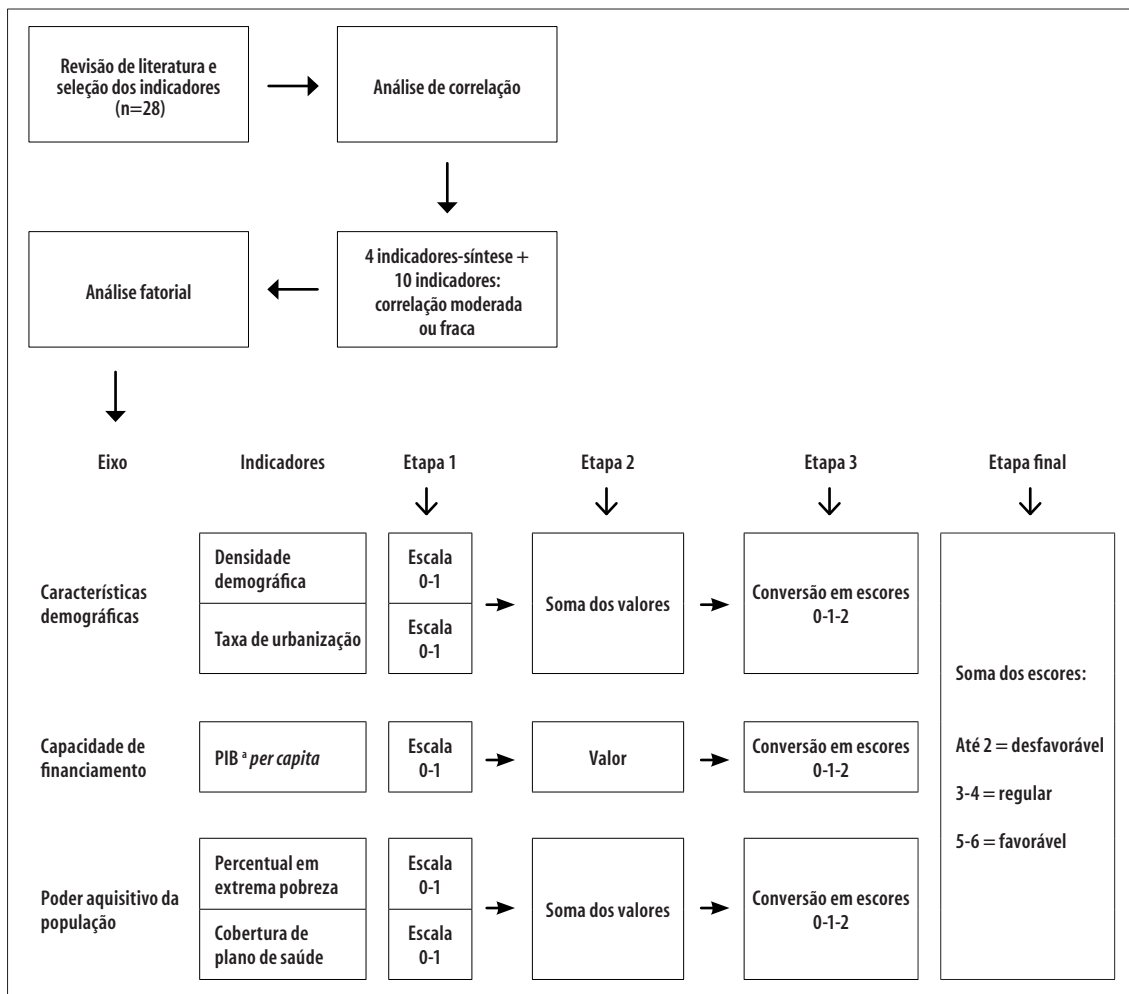 Revisão de literatura e
seleção dos indicadores
(n=28)
Análise de correlação
Análise fatorial
4 indicadores-síntese +
10 indicadores:
correlação moderada
ou fraca
Eixo
Indicadores
Etapa 1
Etapa 2
Etapa 3
Etapa final
Características
demográficas
Densidade
demográfica
Escala
0-1
Taxa de urbanização
Escala
0-1
Soma dos valores
Conversão em escores
0-1-2
Capacidade de
financiamento
PIB ª per capita
Escala
0-1
Valor
Conversão em escores
0-1-2
Poder aquisitivo da
população
Percentual em
extrema pobreza
Escala
0-1
Cobertura de
plano de saúde
Escala
0-1
Soma dos valores
Conversão em escores
0-1-2
Soma dos escores:
Até 2 = desfavorável
3-4 = regular
5-6 = favorável